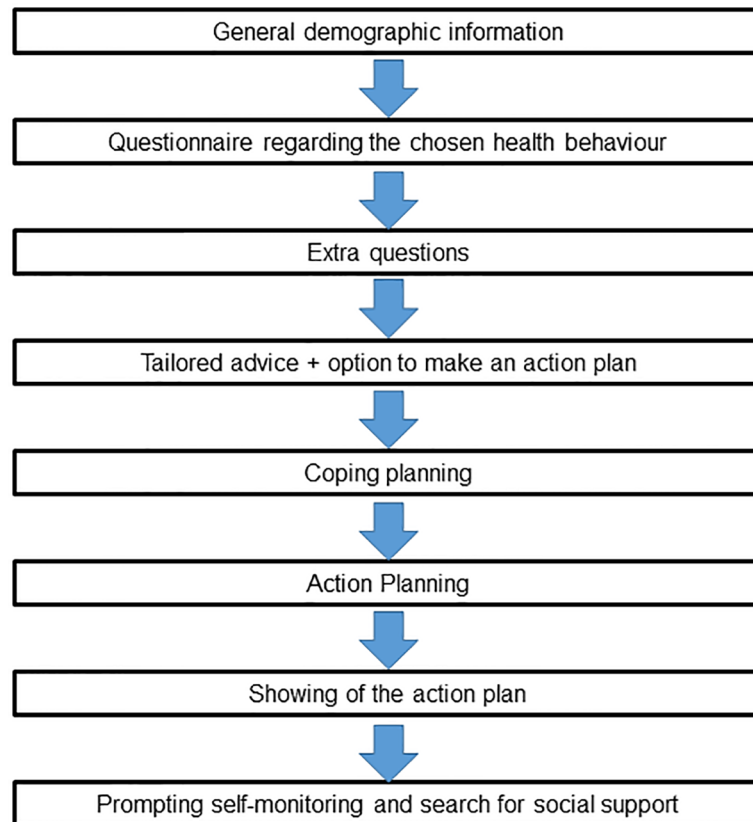 General demographic information
Questionnaire regarding the chosen health behaviour
Extra questions
Tailored advice + option to make an action plan
Coping planning
Action Planning
Showing of the action plan
Prompting self-monitoring and search for social support